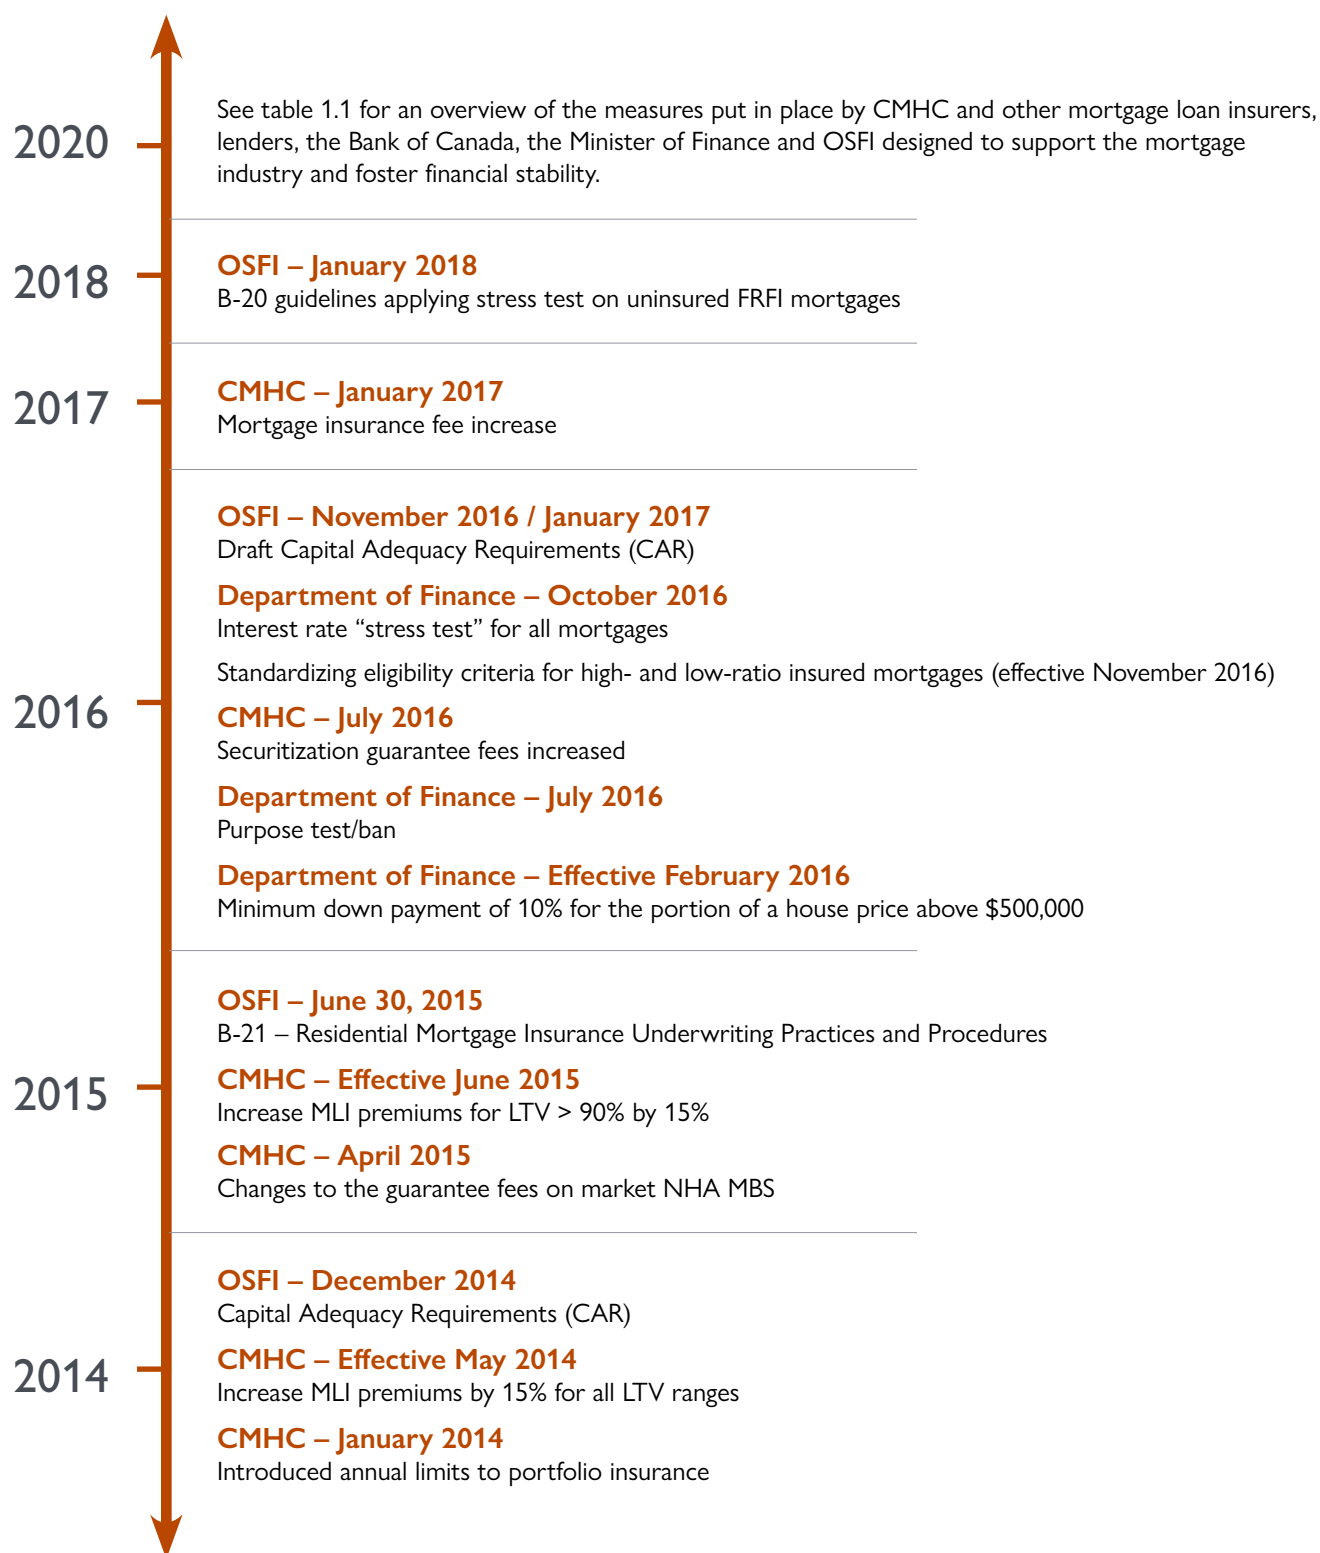 2020
See table 1.1 for an overview of the measures put in place by CMHC and other mortgage loan insurers,
lenders, the Bank of Canada, the Minister of Finance and OSFI designed to support the mortgage
industry and foster financial stability.
2018
OSFI – January 2018
B-20 guidelines applying stress test on uninsured FRFI mortgages
2017
CMHC – January 2017
Mortgage insurance fee increase
2016
OSFI – November 2016 / January 2017
Draft Capital Adequacy Requirements (CAR)
Department of Finance – October 2016
Interest rate “stress test” for all mortgages
Standardizing eligibility criteria for high- and low-ratio insured mortgages (effective November 2016)
CMHC – July 2016
Securitization guarantee fees increased
Department of Finance – July 2016
Purpose test/ban
Department of Finance – Effective February 2016
Minimum down payment of 10% for the portion of a house price above $500,000
2015
OSFI – June 30, 2015
B-21 – Residential Mortgage Insurance Underwriting Practices and Procedures
CMHC – Effective June 2015
Increase MLI premiums for LTV > 90% by 15%
CMHC – April 2015
Changes to the guarantee fees on market NHA MBS
2014
OSFI – December 2014
Capital Adequacy Requirements (CAR)
CMHC – Effective May 2014
Increase MLI premiums by 15% for all LTV ranges
CMHC – January 2014
Introduced annual limits to portfolio insurance